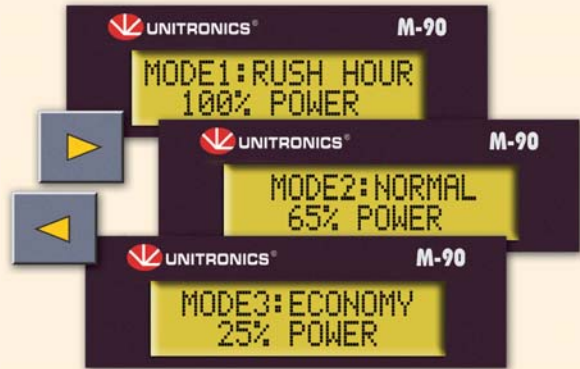 UNITRONICS® M-90
MODE1:RUSH HOUR
100% POWER
UNITRONICS® M-90
MODE2:NORMAL
65% POWER
UNITRONICS® M-90
MODE3:ECONOMY
25% POWER